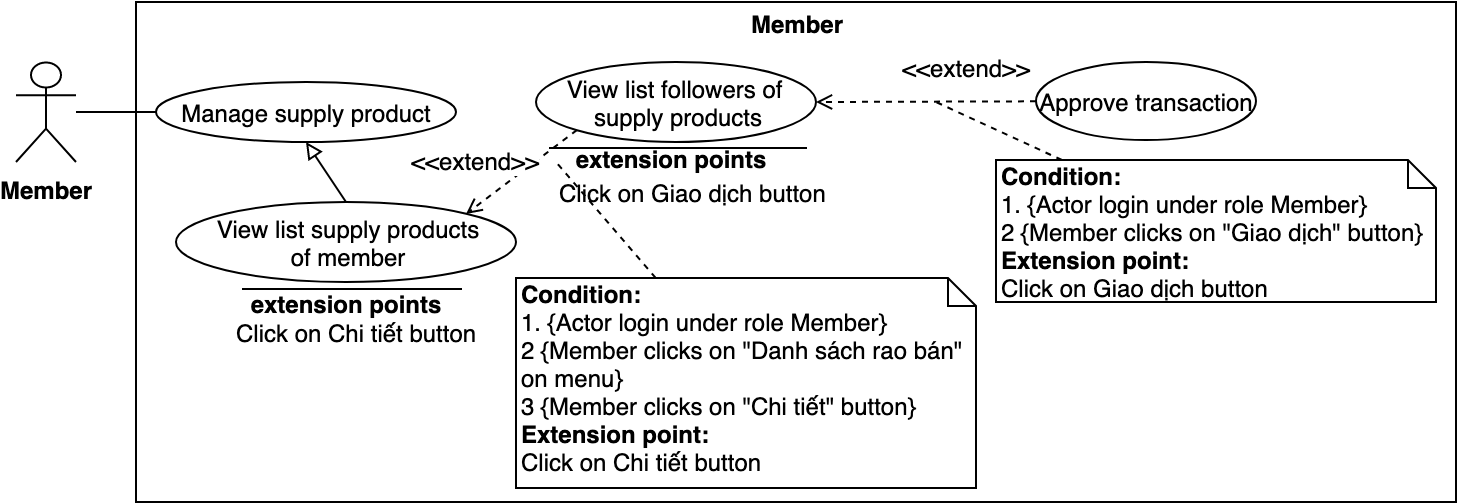 Member
Member
Manage supply product
View list followers of
supply products
<<extend>>
Approve transaction
<<extend>>
extension points
Click on Giao dịch button
View list supply products
of member
extension points
Click on Chi tiết button
Condition:
1. {Actor login under role Member}
2 {Member clicks on "Giao dịch" button}
Extension point:
Click on Giao dịch button
Condition:
1. {Actor login under role Member}
2 {Member clicks on "Danh sách rao bán"
on menu}
3 {Member clicks on "Chi tiết" button}
Extension point:
Click on Chi tiết button